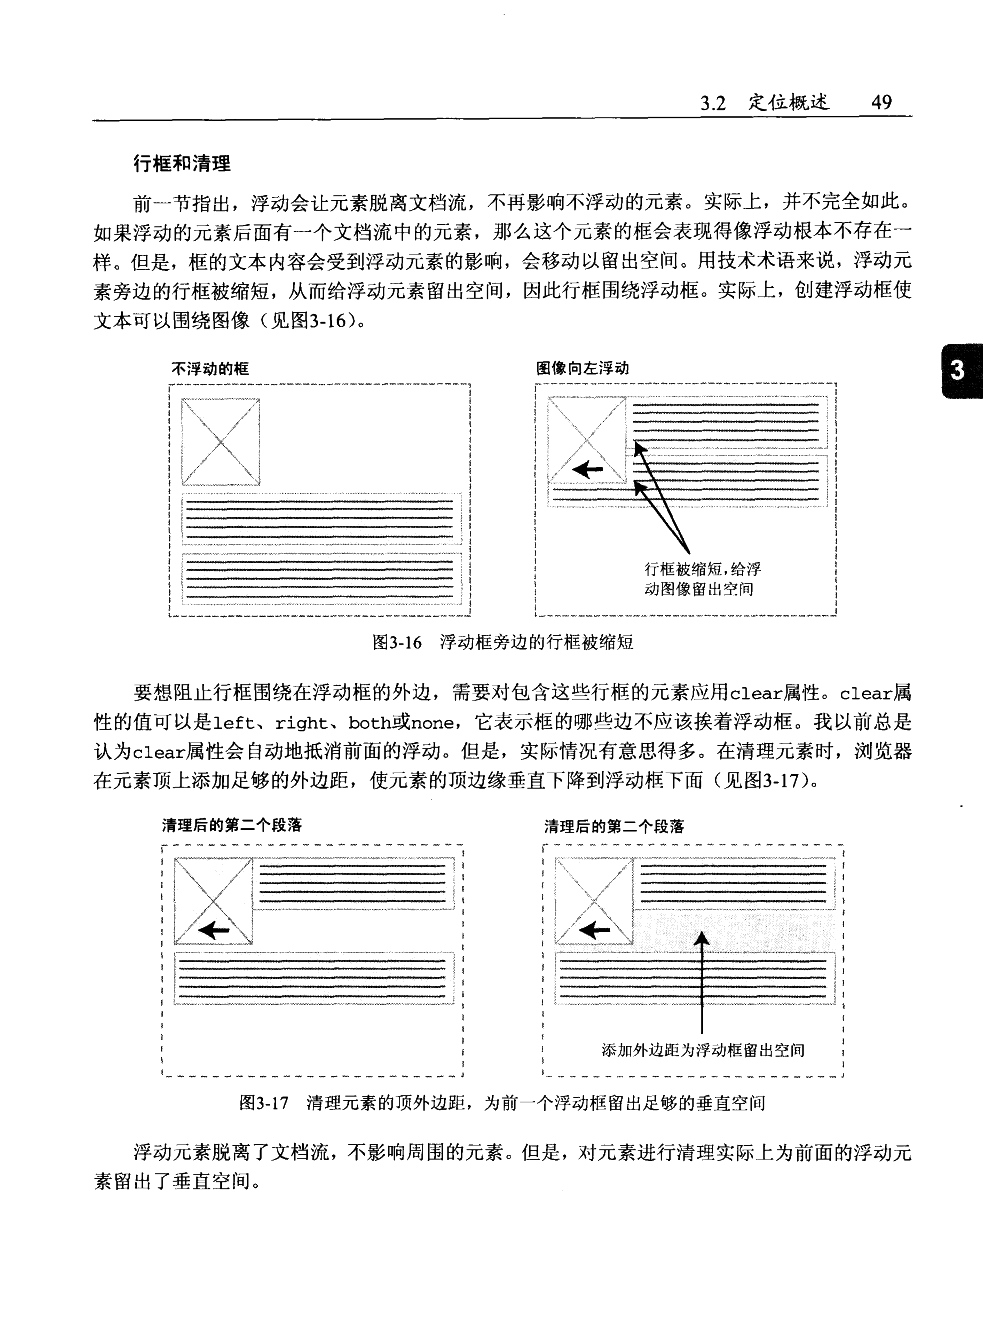 3.2 定位概述 49
行框和清理
前一节指出，浮动会让元素脱离文档流，不再影响不浮动的元素。实际上，并不完全如此。
如果浮动的元素后面有一个文档流中的元素，那么这个元素的框会表现得像浮动根本不存在一
样。但是，框的文本内容会受到浮动元素的影响，会移动以留出空间。用技术术语来说，浮动元
素旁边的行框被缩短，从而给浮动元素留出空间，因此行框围绕浮动框。实际上，创建浮动框使
文本可以围绕图像（见图3-16）。
3
不浮动的框
图像向左浮动
行框被缩短，给浮
动图像留出空间
图3-16 浮动框旁边的行框被缩短
要想阻止行框围绕在浮动框的外边，需要对包含这些行框的元素应用clear属性。clear属
性的值可以是left、right、both或none，它表示框的哪些边不应该挨着浮动框。我以前总是
认为clear属性会自动地抵消前面的浮动。但是，实际情况有意思得多。在清理元素时，浏览器
在元素顶上添加足够的外边距，使元素的顶边缘垂直下降到浮动框下面（见图3-17）。
清理后的第二个段落
清理后的第二个段落
添加外边距为浮动框留出空间
图3-17 清理元素的顶外边距，为前一个浮动框留出足够的垂直空间
浮动元素脱离了文档流，不影响周围的元素。但是，对元素进行清理实际上为前面的浮动元
素留出了垂直空间。